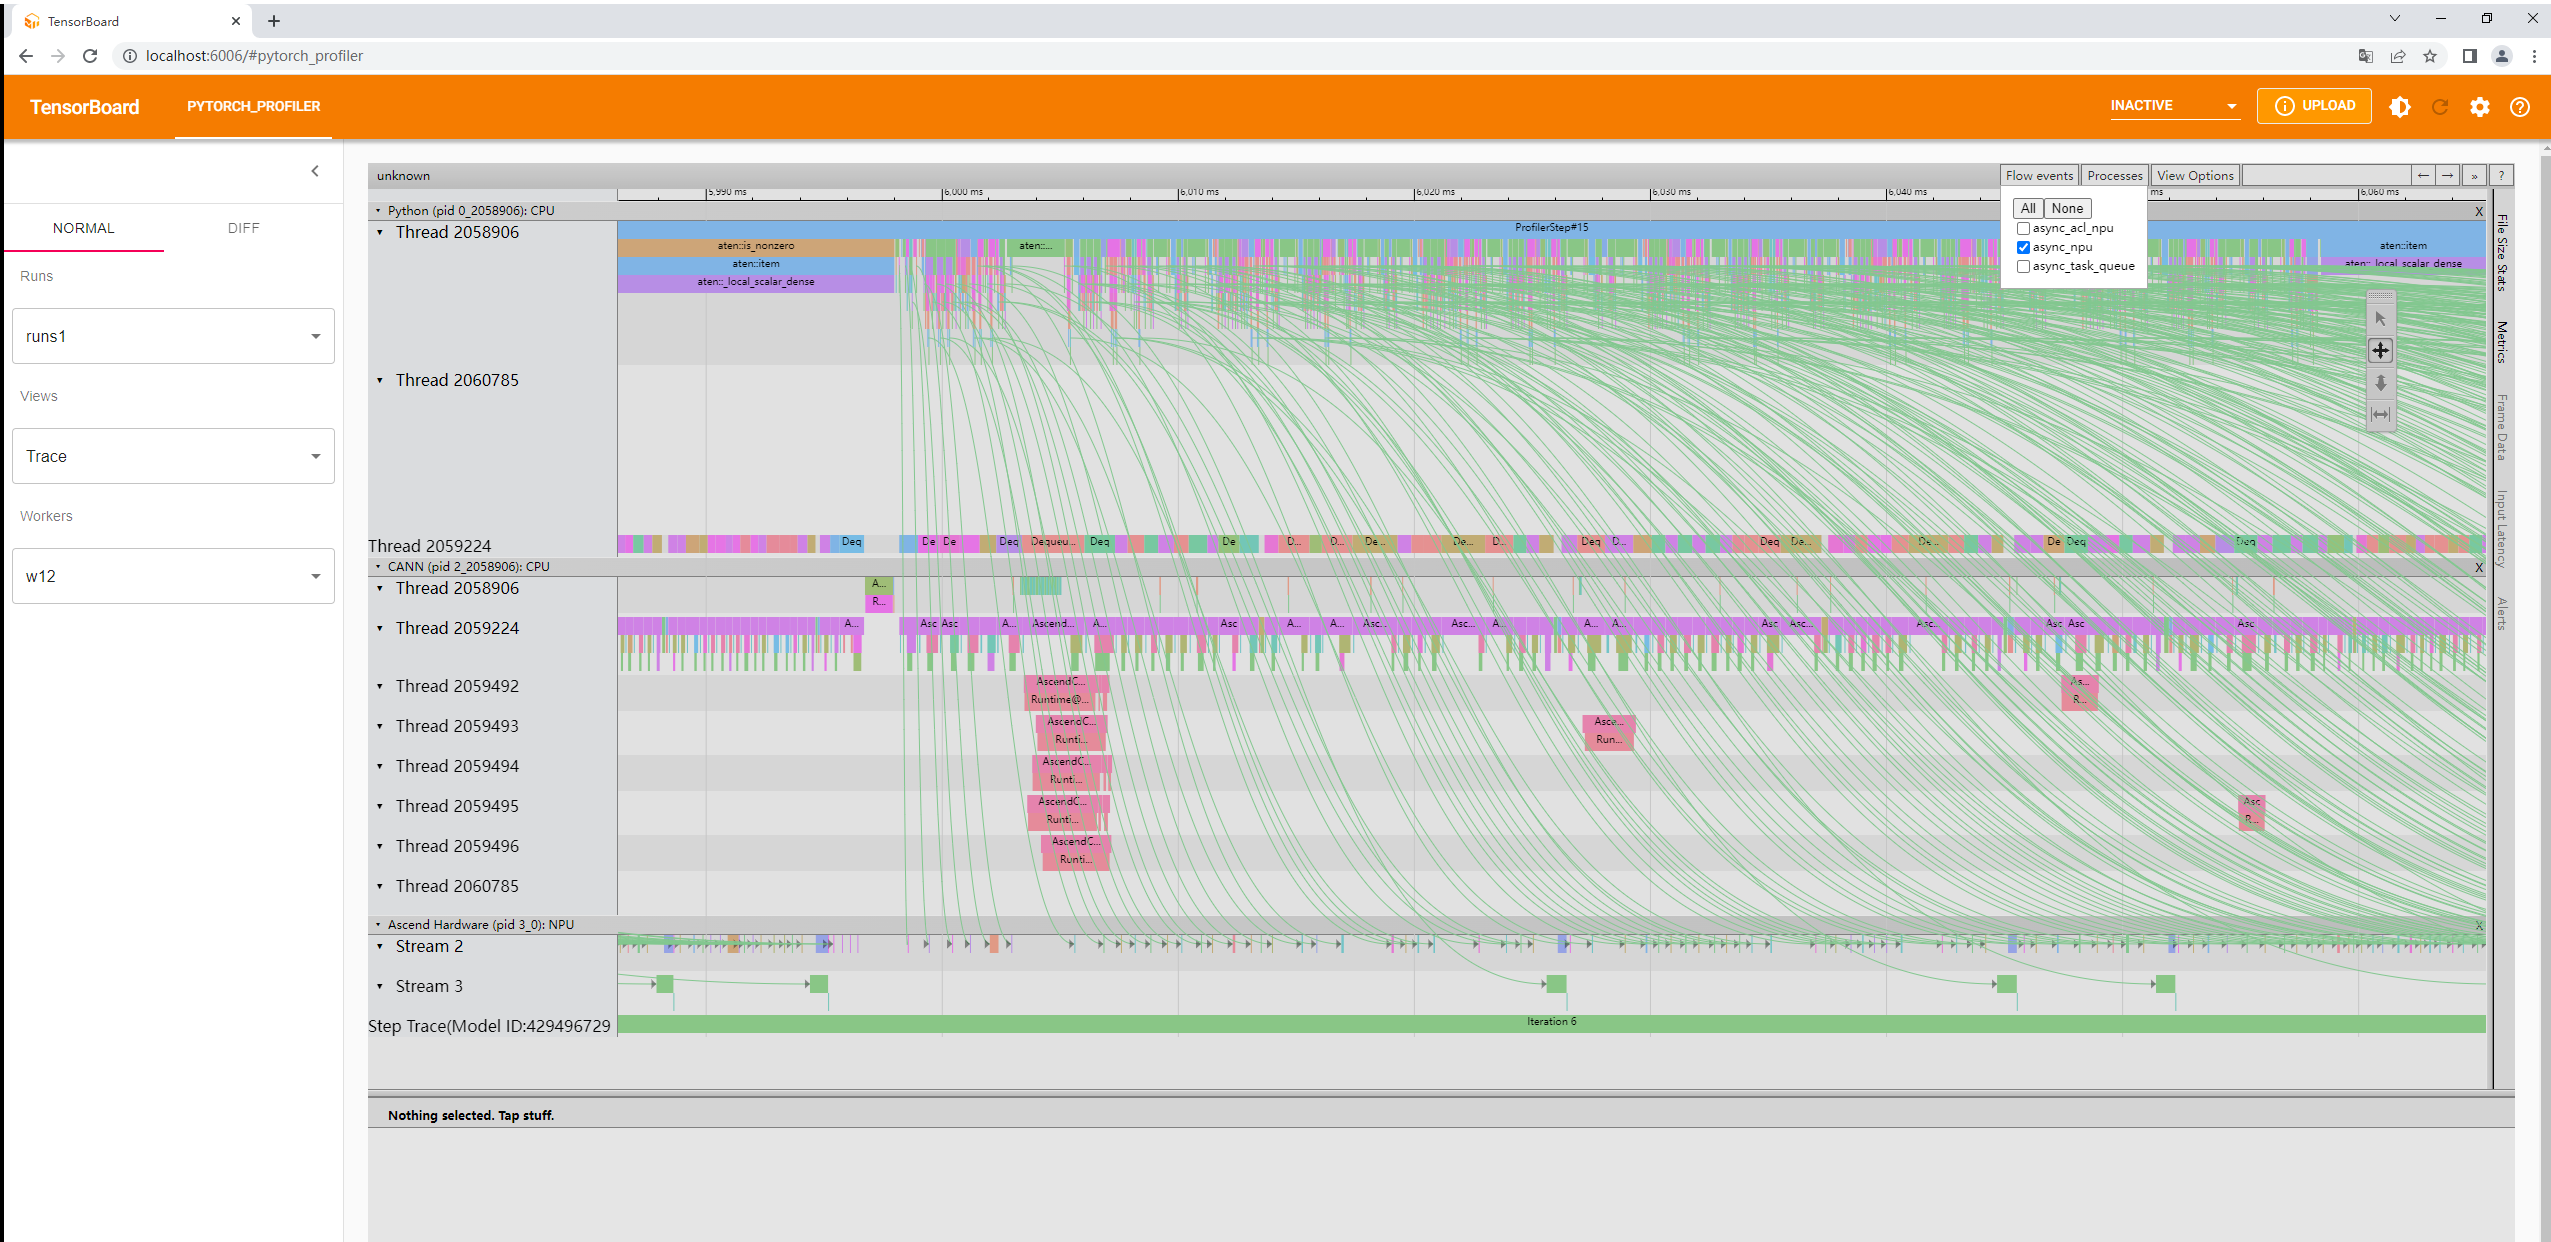 TensorBoard
localhost:6006/#pytorch_profiler
TensorBoard
PYTORCH_PROFILER
INACTIVE
UPLOAD
NORMAL
DIFF
Runs
runs1
Views
Trace
Workers
w12
unknown
Flow events
Processes
View Options
←
→
»
?
5,990 ms
6,000 ms
6,010 ms
6,020 ms
6,030 ms
6,040 ms
ms
6,060 ms
All
None
async_acl_npu
async_npu
async_task_queue
Python (pid 0_2058906): CPU
X
Thread 2058906
ProfilerStep#15
aten::is_nonzero
aten::...
aten::item
aten::item
aten::_local_scalar_dense
aten::_local_scalar_dense
Thread 2060785
Thread 2059224
Deq
De
De
Deq
Dequeu...
Deq
De
D...
D...
De...
De...
D...
Deq
D...
Deq
De...
De...
De
Deq
Deq
CANN (pid 2_2058906): CPU
X
Thread 2058906
A...
R...
Thread 2059224
A...
Asc
Asc
A...
Ascend...
A...
Asc
A...
A...
Asc...
Asc...
A...
A...
A...
Asc
Asc...
Asc...
Asc
Asc
Asc
Thread 2059492
AscendC...
Runtime@...
As...
R...
Thread 2059493
AscendC...
Runti...
Asce...
Run...
Thread 2059494
AscendC...
Runti...
Thread 2059495
AscendC...
Runti...
Asc
R...
Thread 2059496
AscendC...
Runti...
Thread 2060785
Ascend Hardware (pid 3_0): NPU
X
Stream 2
Stream 3
Step Trace(Model ID:429496729
Iteration 6
File Size Stats
Metrics
Frame Data
Input Latency
Alerts
Nothing selected. Tap stuff.